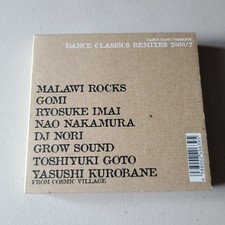 DANCE CLASSICS REMIXES 2000/2
MALAWI ROCKS
GOMI
RYOSUKE IMAI
NAO NAKAMURA
DJ NORI
GROW SOUND
TOSHIYUKI GOTO
YASUSHI KUROBANE
FROM COSMIC VILLAGE